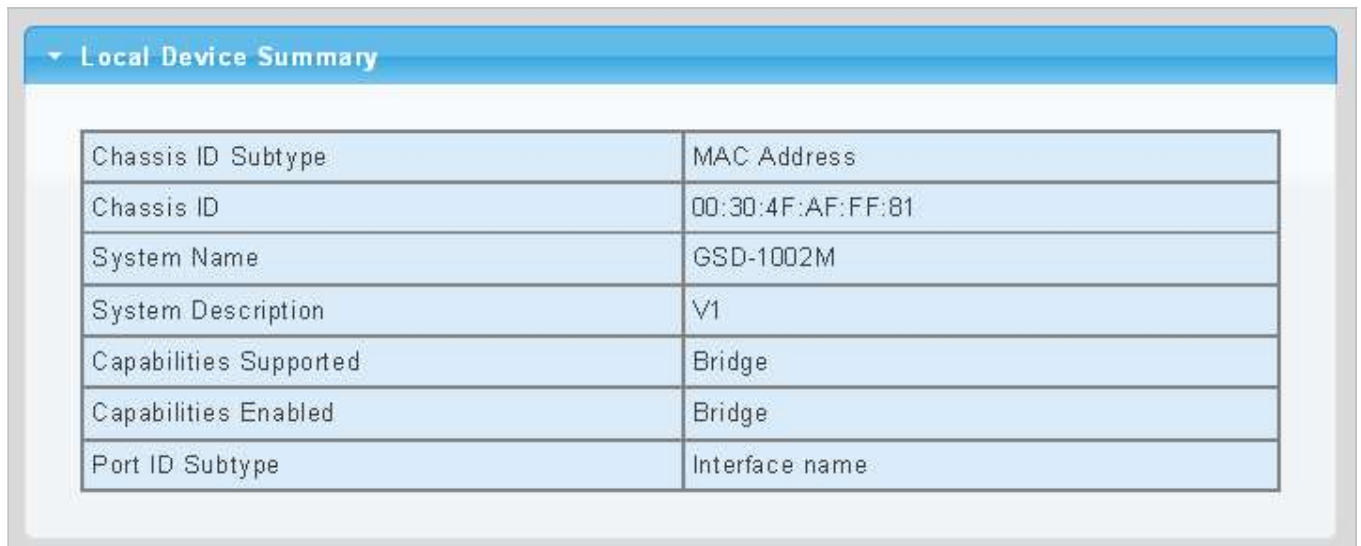 Local Device Summary
Chassis ID Subtype MAC Address
Chassis ID 00:30:4F:AF:FF:81
System Name GSD-1002M
System Description V1
Capabilities Supported Bridge
Capabilities Enabled Bridge
Port ID Subtype Interface name